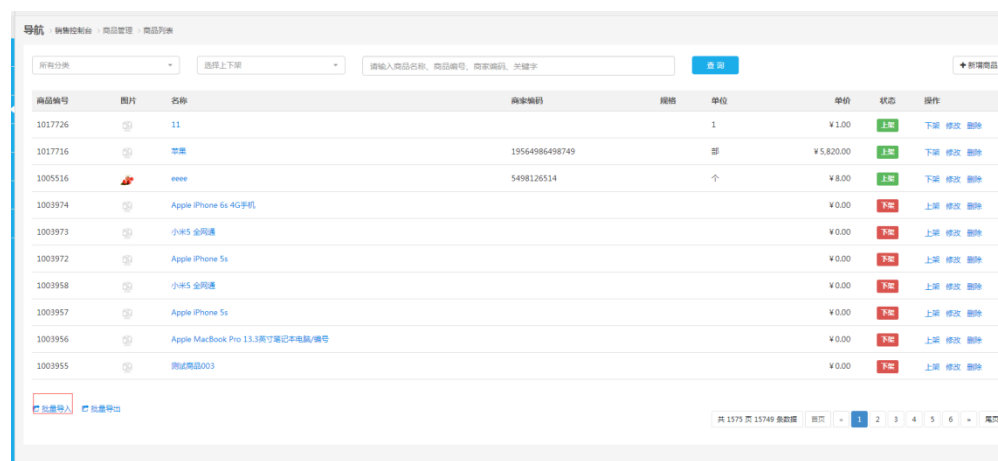 导航 › 销售控制台 › 商品管理 › 商品列表
所有分类 选择上下架 请输入商品名称、商品编号、商家编码、关键字 查 询 +新增商品
商品编号 图片 名称 商家编码 规格 单位 单价 状态 操作
1017726 11 1 ¥1.00 上架 下架 修改 删除
1017716 苹果 19564986498749 部 ¥5,820.00 上架 下架 修改 删除
1005516 eeee 5498126514 个 ¥8.00 上架 下架 修改 删除
1003974 Apple iPhone 6s 4G手机 ¥0.00 下架 上架 修改 删除
1003973 小米5 全网通 ¥0.00 下架 上架 修改 删除
1003972 Apple iPhone 5s ¥0.00 下架 上架 修改 删除
1003958 小米5 全网通 ¥0.00 下架 上架 修改 删除
1003957 Apple iPhone 5s ¥0.00 下架 上架 修改 删除
1003956 Apple MacBook Pro 13.3英寸笔记本电脑/编号 ¥0.00 下架 上架 修改 删除
1003955 测试商品003 ¥0.00 下架 上架 修改 删除
批量导入 批量导出
共 1575 页 15749 条数据 首页 « 1 2 3 4 5 6 » 尾页